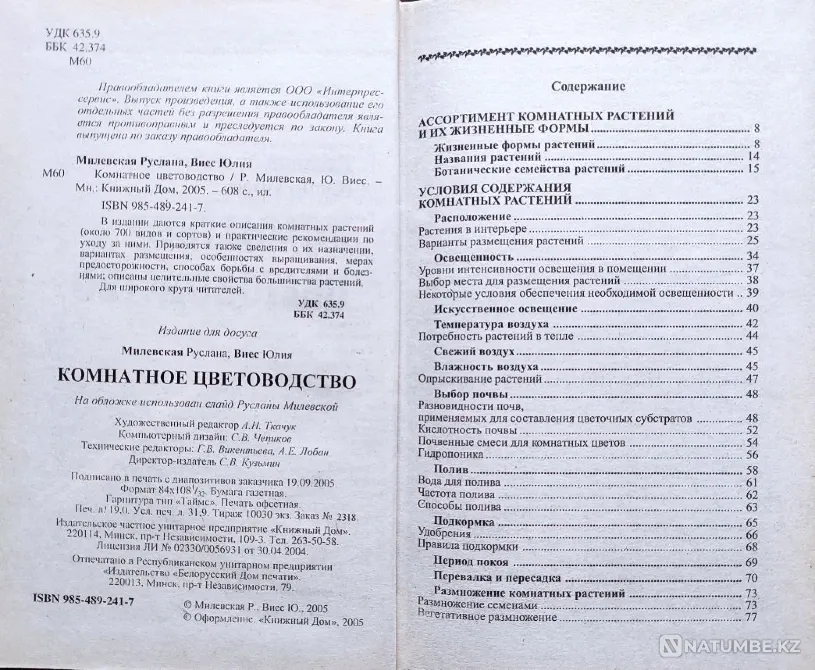 УДК 635.9
ББК 42.374
М60
Правообладателем книги является ООО «Интерпрес-
сервис». Выпуск произведения, а также использование его
отдельных частей без разрешения правообладателя явля-
ется противоправным и преследуется по закону. Книга
выпущена по заказу правообладателя.
Милевская Руслана, Виес Юлия
М60 Комнатное цветоводство / Р. Милевская, Ю. Виес. –
Мн.: Книжный Дом, 2005. – 608 с., ил.
ISBN 985-489-241-7.
В издании даются краткие описания комнатных растений
(около 700 видов и сортов) и практические рекомендации по
уходу за ними. Приводятся также сведения о их назначении,
вариантах размещения, особенностях выращивания, мерах
предосторожности, способах борьбы с вредителями и болез-
нями; описаны целительные свойства большинства растений.
Для широкого круга читателей.
УДК 635.9
ББК 42.374
Издание для досуга
Милевская Руслана, Виес Юлия
КОМНАТНОЕ ЦВЕТОВОДСТВО
На обложке использован слайд Русланы Милевской
Художественный редактор А.Н. Ткачук
Компьютерный дизайн: С.В. Чепиков
Технические редакторы: Г.В. Викентьева, А.Е. Лобан
Директор-издатель С.В. Кузьмин
Подписано в печать с диапозитивов заказчика 19.09.2005.
Формат 84х108 1/32. Бумага газетная.
Гарнитура тип «Таймс». Печать офсетная.
Печ. л. 19,0. Усл. печ. л. 31,9. Тираж 10030 экз. Заказ № 2318.
Издательское частное унитарное предприятие «Книжный Дом».
220114, Минск, пр-т Независимости, 109-3. Тел. 263-50-58.
Лицензия ЛИ № 02330/0056931 от 30.04.2004.
Отпечатано в Республиканском унитарном предприятии
«Издательство «Белорусский Дом печати».
220013, Минск, пр-т Независимости, 79.
ISBN 985-489-241-7
© Милевская Р., Виес Ю., 2005
© Оформление. «Книжный Дом», 2005
Содержание
АССОРТИМЕНТ КОМНАТНЫХ РАСТЕНИЙ
И ИХ ЖИЗНЕННЫЕ ФОРМЫ 8
Жизненные формы растений 8
Названия растений 14
Ботанические семейства растений 15
УСЛОВИЯ СОДЕРЖАНИЯ
КОМНАТНЫХ РАСТЕНИЙ 23
Расположение 23
Растения в интерьере 23
Варианты размещения растений 25
Освещенность 34
Уровни интенсивности освещения в помещении 37
Выбор места для размещения растений 38
Некоторые условия обеспечения необходимой освещенности 39
Искусственное освещение 40
Температура воздуха 42
Потребность растений в тепле 44
Свежий воздух 45
Влажность воздуха 45
Опрыскивание растений 47
Выбор почвы 48
Разновидности почв,
применяемых для составления цветочных субстратов 48
Кислотность почвы 52
Почвенные смеси для комнатных цветов 54
Гидропоника 56
Полив 58
Вода для полива 61
Частота полива 62
Способы полива 63
Подкормка 65
Удобрения 66
Правила подкормки 68
Период покоя 69
Перевалка и пересадка 70
Размножение комнатных растений 73
Размножение семенами 73
Вегетативное размножение 77
NATUMBE.KZ